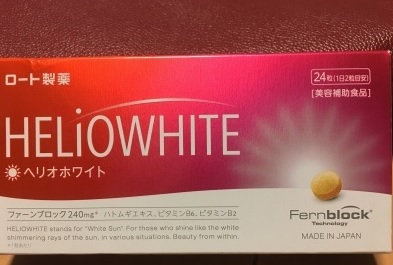 ロート製薬
24粒(1日2粒目安)
[美容補助食品]
HELIOWHITE
ヘリオホワイト
ファーンブロック240mg* ハトムギエキス、ビタミンB6、ビタミンB2
Fernblock®
Technology
HELIOWHITE stands for "White Sun" For those who shine like the white
shimmering rays of the sun, in various situations. Beauty from within.
MADE IN JAPAN